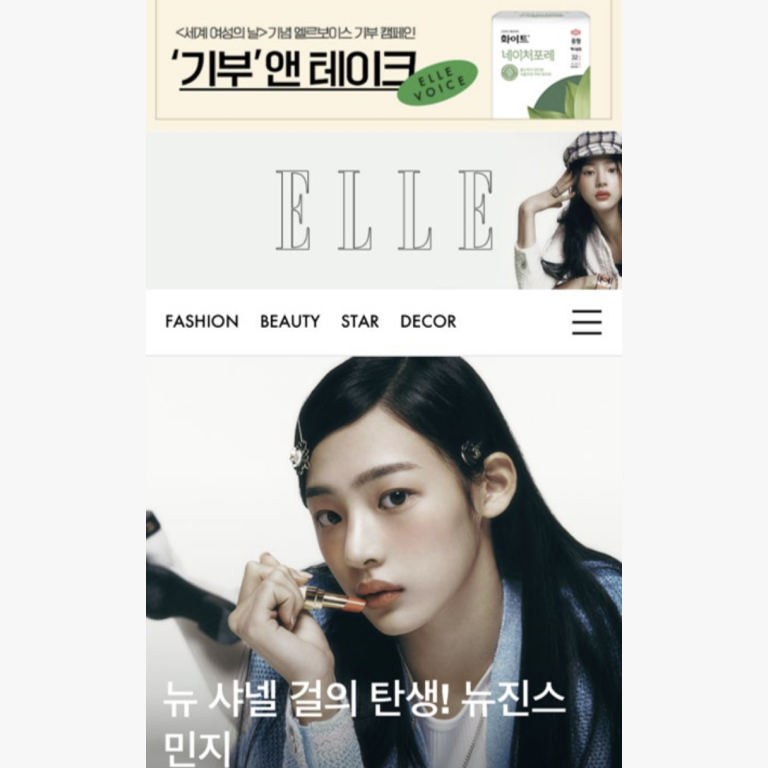 <세계 여성의 날>기념 엘르보이스 기부 캠페인
‘기부’앤 테이크
ELLE
VOICE
화이트
네이처포레
ELLE
FASHION BEAUTY STAR DECOR
뉴 샤넬 걸의 탄생! 뉴진스
민지